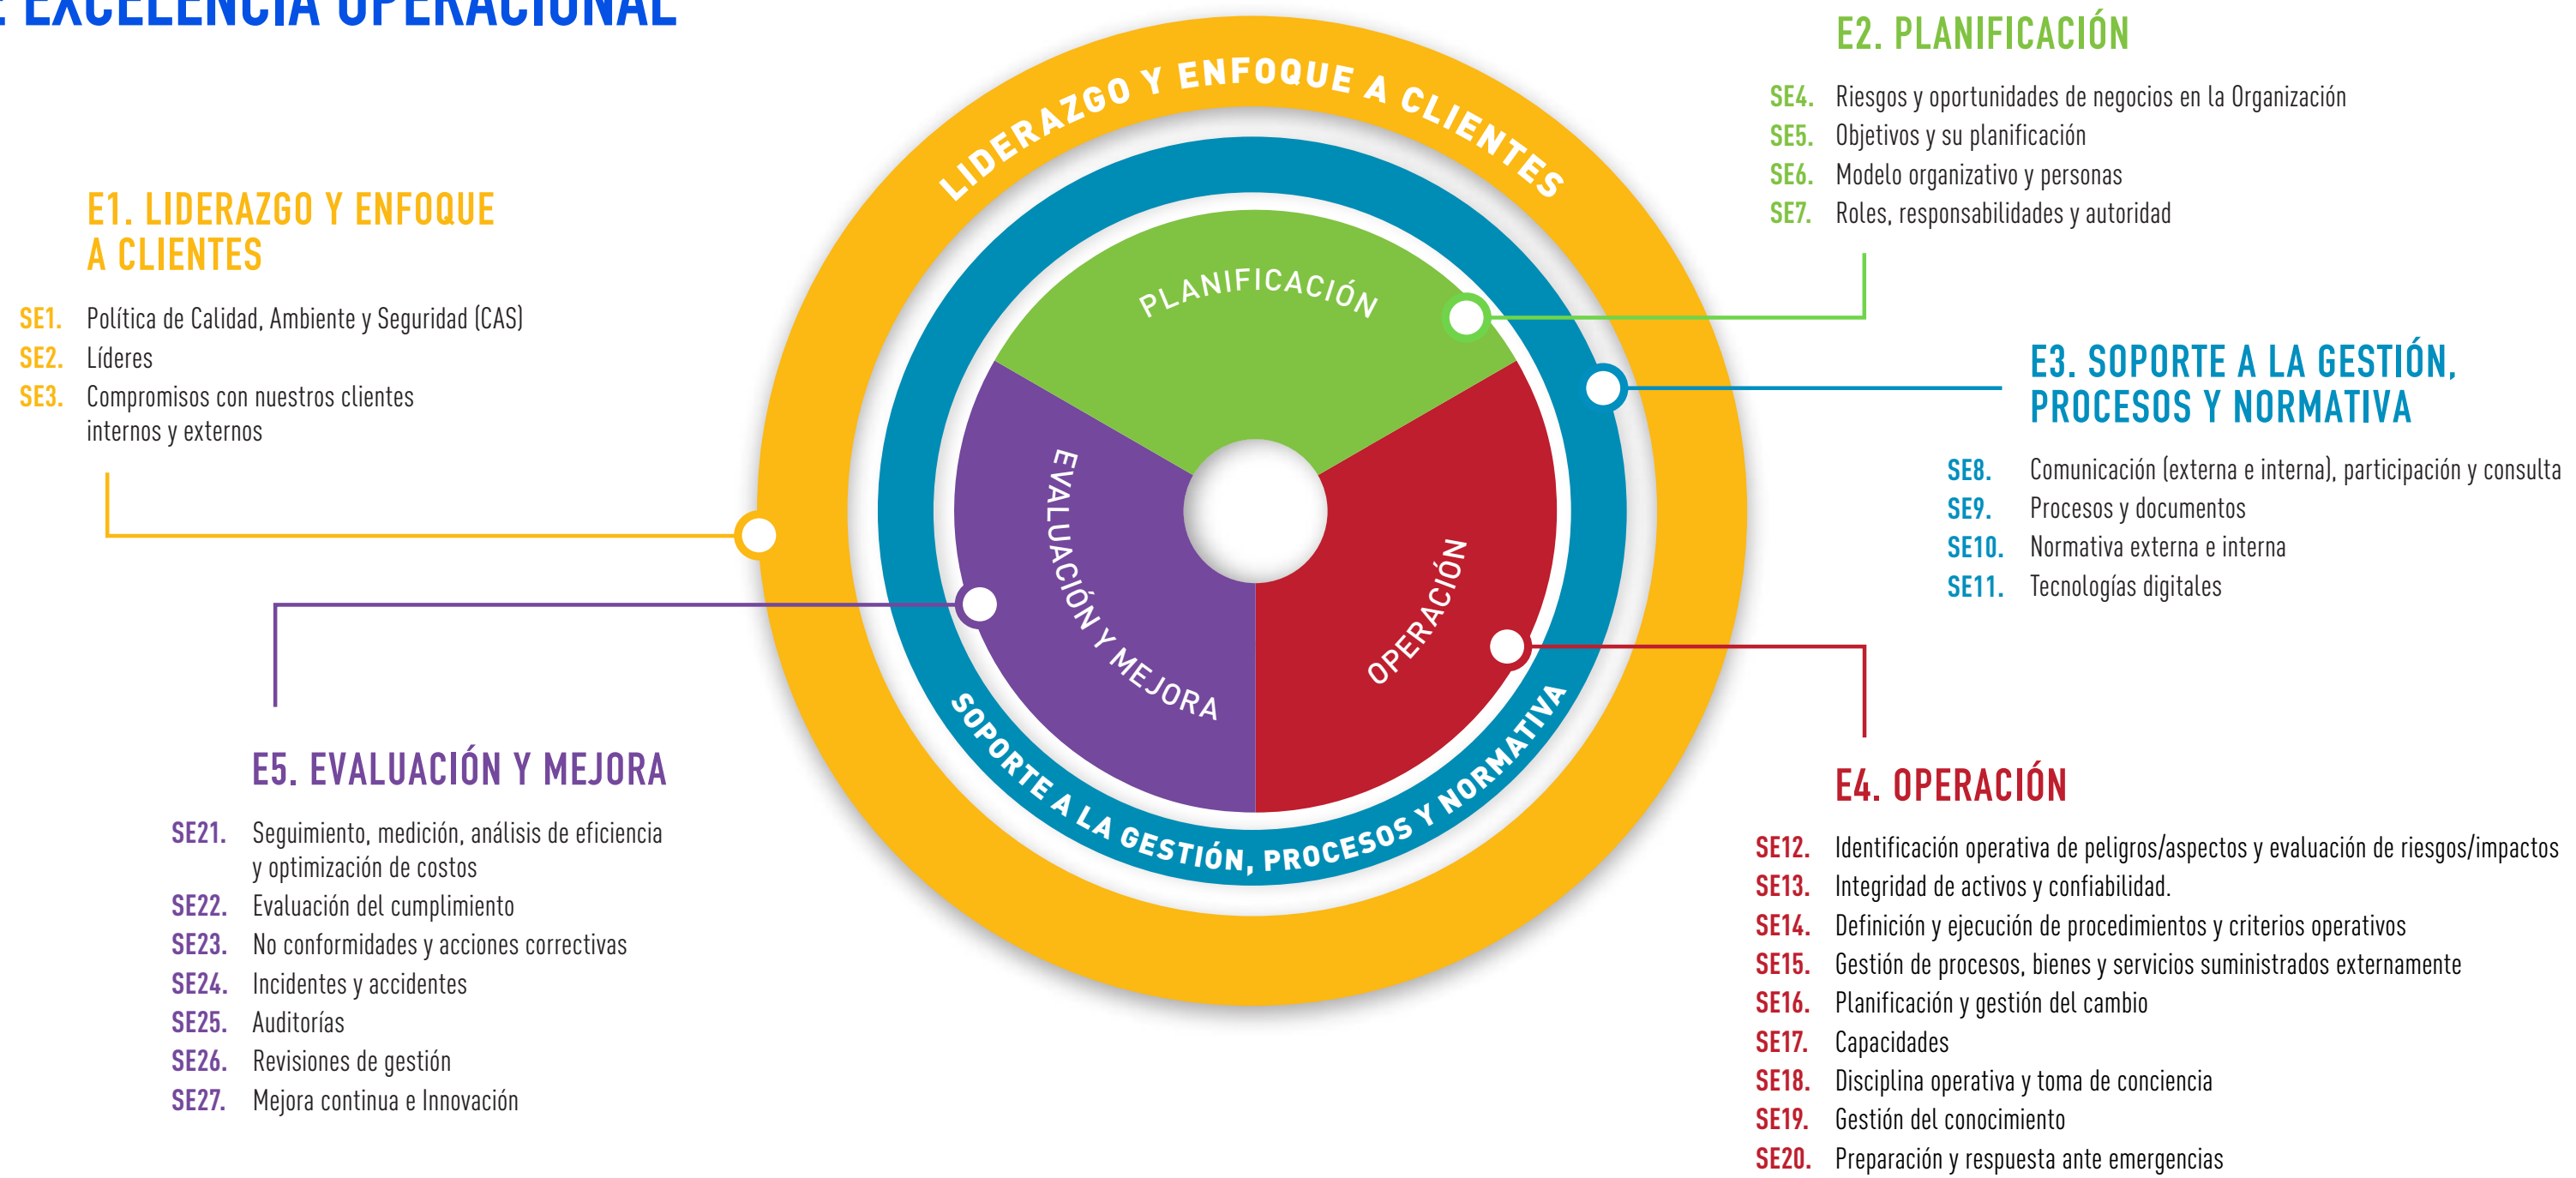 EXCELENCIA OPERACIONAL
E1. LIDERAZGO Y ENFOQUE
A CLIENTES
SE1. Política de Calidad, Ambiente y Seguridad (CAS)
SE2. Líderes
SE3. Compromisos con nuestros clientes
internos y externos
LIDERAZGO Y ENFOQUE A CLIENTES
PLANIFICACIÓN
EVALUACIÓN Y MEJORA
OPERACIÓN
SOPORTE A LA GESTIÓN, PROCESOS Y NORMATIVA
E2. PLANIFICACIÓN
SE4. Riesgos y oportunidades de negocios en la Organización
SE5. Objetivos y su planificación
SE6. Modelo organizativo y personas
SE7. Roles, responsabilidades y autoridad
E3. SOPORTE A LA GESTIÓN,
PROCESOS Y NORMATIVA
SE8. Comunicación (externa e interna), participación y consulta
SE9. Procesos y documentos
SE10. Normativa externa e interna
SE11. Tecnologías digitales
E4. OPERACIÓN
SE12. Identificación operativa de peligros/aspectos y evaluación de riesgos/impactos
SE13. Integridad de activos y confiabilidad.
SE14. Definición y ejecución de procedimientos y criterios operativos
SE15. Gestión de procesos, bienes y servicios suministrados externamente
SE16. Planificación y gestión del cambio
SE17. Capacidades
SE18. Disciplina operativa y toma de conciencia
SE19. Gestión del conocimiento
SE20. Preparación y respuesta ante emergencias
E5. EVALUACIÓN Y MEJORA
SE21. Seguimiento, medición, análisis de eficiencia
y optimización de costos
SE22. Evaluación del cumplimiento
SE23. No conformidades y acciones correctivas
SE24. Incidentes y accidentes
SE25. Auditorías
SE26. Revisiones de gestión
SE27. Mejora continua e Innovación